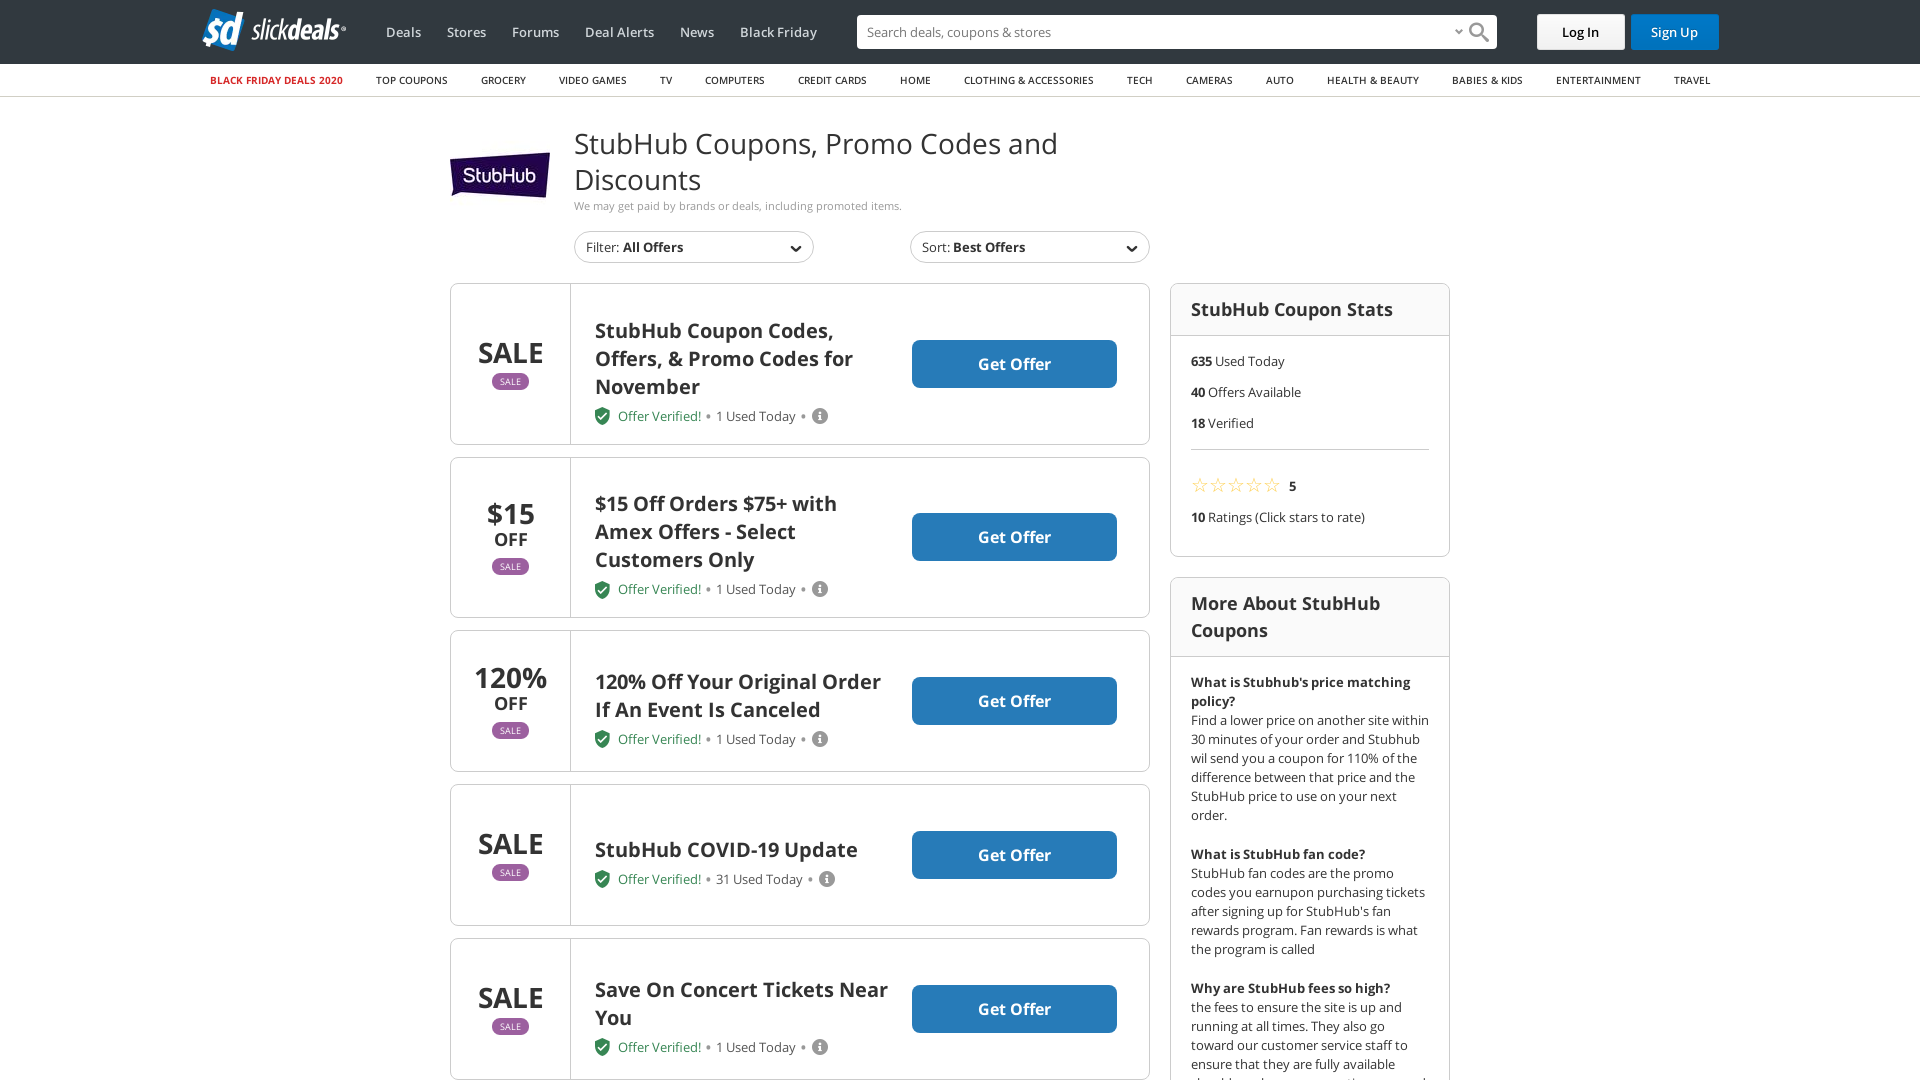 sd slickdeals®
Deals
Stores
Forums
Deal Alerts
News
Black Friday
Search deals, coupons & stores
Log In
Sign Up
BLACK FRIDAY DEALS 2020
TOP COUPONS
GROCERY
VIDEO GAMES
TV
COMPUTERS
CREDIT CARDS
HOME
CLOTHING & ACCESSORIES
TECH
CAMERAS
AUTO
HEALTH & BEAUTY
BABIES & KIDS
ENTERTAINMENT
TRAVEL
StubHub
StubHub Coupons, Promo Codes and
Discounts
We may get paid by brands or deals, including promoted items.
Filter: All Offers
Sort: Best Offers
SALE
SALE
StubHub Coupon Codes,
Offers, & Promo Codes for
November
Offer Verified! • 1 Used Today •
Get Offer
$15
OFF
SALE
$15 Off Orders $75+ with
Amex Offers - Select
Customers Only
Offer Verified! • 1 Used Today •
Get Offer
120%
OFF
SALE
120% Off Your Original Order
If An Event Is Canceled
Offer Verified! • 1 Used Today •
Get Offer
SALE
SALE
StubHub COVID-19 Update
Offer Verified! • 31 Used Today •
Get Offer
SALE
SALE
Save On Concert Tickets Near
You
Offer Verified! • 1 Used Today •
Get Offer
StubHub Coupon Stats
635 Used Today
40 Offers Available
18 Verified
5
10 Ratings (Click stars to rate)
More About StubHub
Coupons
What is Stubhub's price matching
policy?
Find a lower price on another site within
30 minutes of your order and Stubhub
wil send you a coupon for 110% of the
difference between that price and the
StubHub price to use on your next
order.
What is StubHub fan code?
StubHub fan codes are the promo
codes you earnupon purchasing tickets
after signing up for StubHub's fan
rewards program. Fan rewards is what
the program is called
Why are StubHub fees so high?
the fees to ensure the site is up and
running at all times. They also go
toward our customer service staff to
ensure that they are fully available